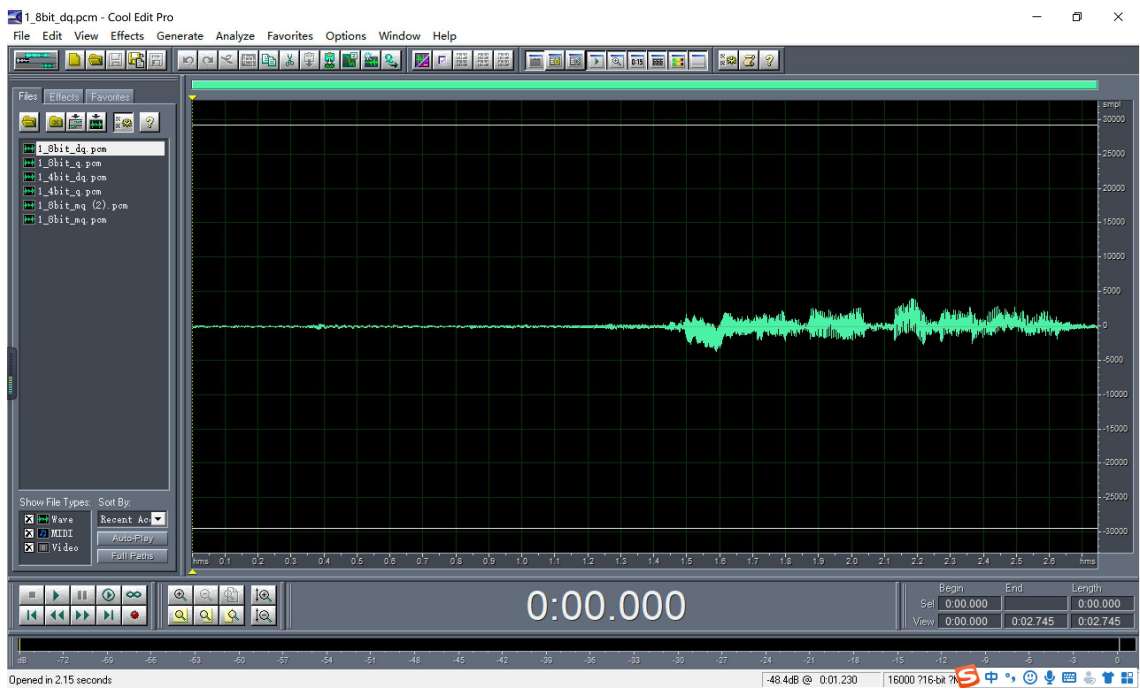 1_8bit_dq.pcm - Cool Edit Pro
File Edit View Effects Generate Analyze Favorites Options Window Help
Files Effects Favorites
1_8bit_dq.pcm
1_8bit_q.pcm
1_4bit_dq.pcm
1_4bit_q.pcm
1_8bit_mq (2).pcm
1_8bit_mq.pcm
smpl
30000
25000
20000
15000
10000
5000
0
-5000
-10000
-15000
-20000
-25000
-30000
hms 0.1 0.2 0.3 0.4 0.5 0.6 0.7 0.8 0.9 1.0 1.1 1.2 1.3 1.4 1.5 1.6 1.7 1.8 1.9 2.0 2.1 2.2 2.3 2.4 2.5 2.6 hms
Show File Types: Sort By:
Wave Recent Ac
MIDI Auto-Play
Video Full Paths
0:00.000
Begin End Length
Sel 0:00.000 0:00.000
View 0:00.000 0:02.745 0:02.745
dB -72 -69 -66 -63 -60 -57 -54 -51 -48 -45 -42 -39 -36 -33 -30 -27 -24 -21 -18 -15 -12 -9 -6 -3 0
Opened in 2.15 seconds -48.4dB @ 0:01.230 16000 ?16-bit 中